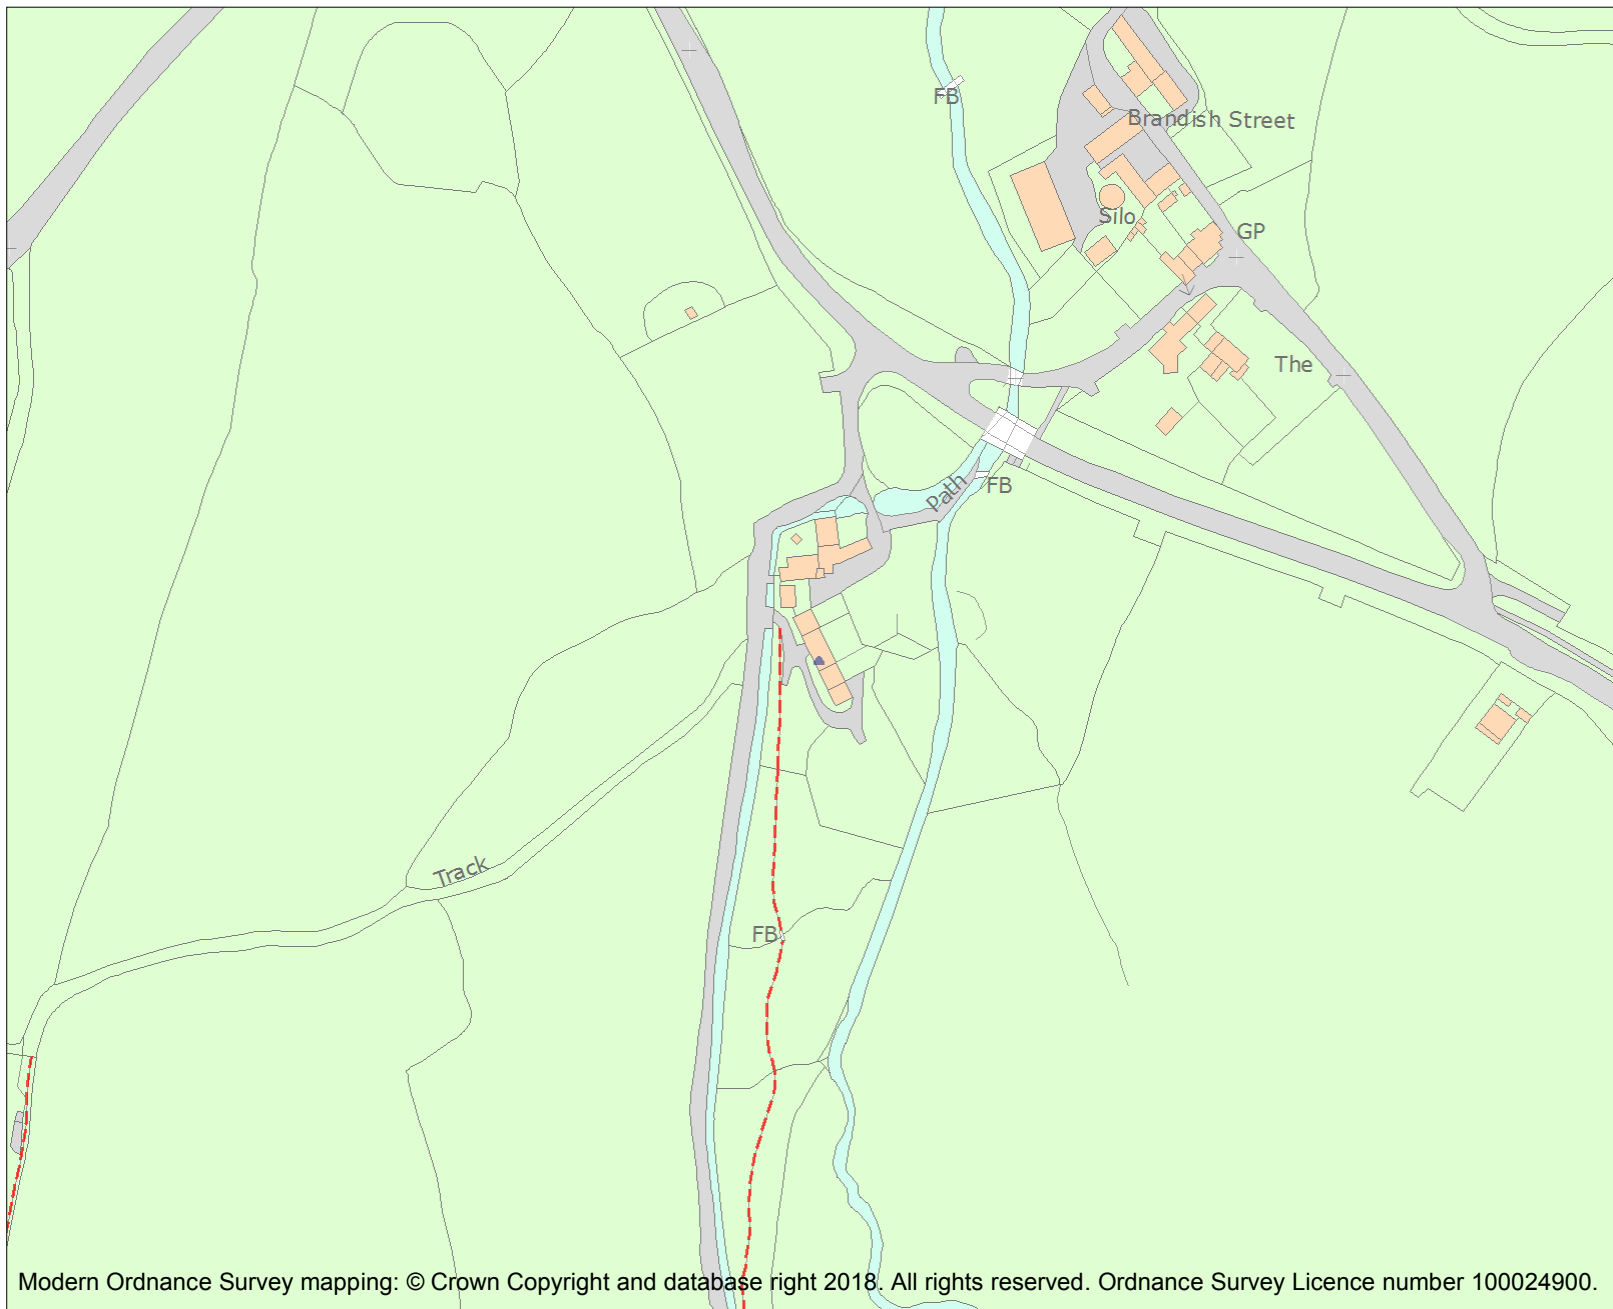 FB
Brandish Street
Silo
GP
The
Path
FB
Track
FB
Modern Ordnance Survey mapping: © Crown Copyright and database right 2018. All rights reserved. Ordnance Survey Licence number 100024900.